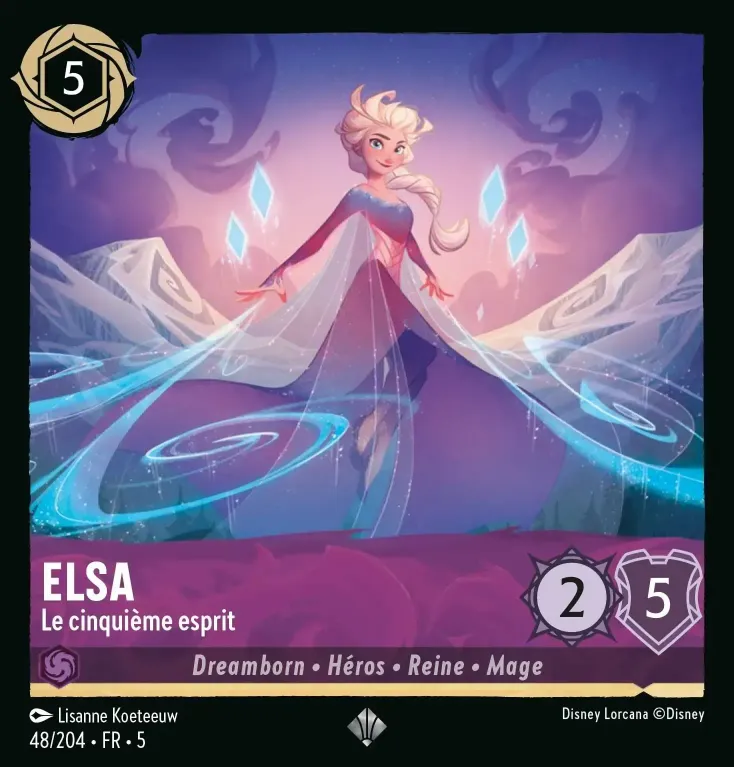 5
ELSA
Le cinquième esprit
2
5
Dreamborn • Héros • Reine • Mage
Lisanne Koeteeuw
Disney Lorcana ©Disney
48/204 • FR • 5